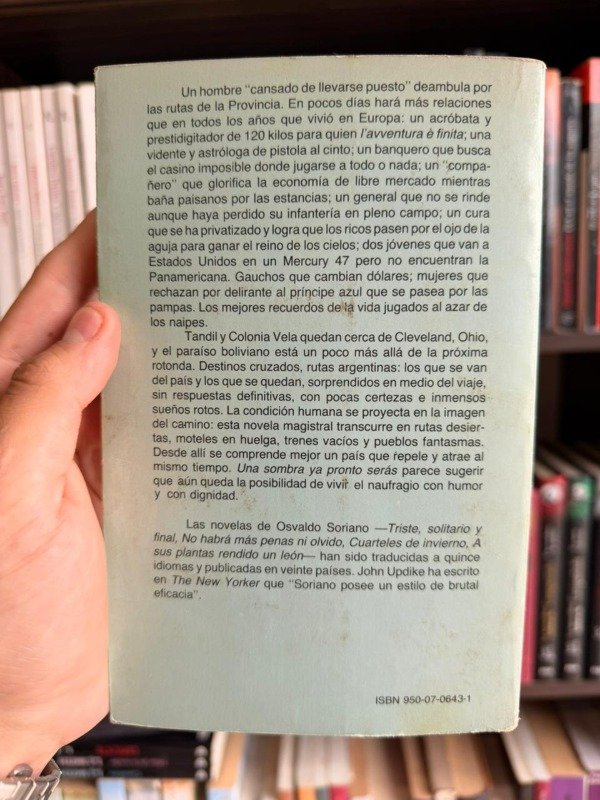 Un hombre "cansado de llevarse puesto" deambula por
las rutas de la Provincia. En pocos días hará más relaciones
que en todos los años que vivió en Europa: un acróbata y
prestidigitador de 120 kilos para quien l'avventura è finita; una
vidente y astróloga de pistola al cinto; un banquero que busca
el casino imposible donde jugarse a todo o nada; un "compa-
ñero" que glorifica la economía de libre mercado mientras
baña paisanos por las estancias; un general que no se rinde
aunque haya perdido su infantería en pleno campo; un cura
que se ha privatizado y logra que los ricos pasen por el ojo de la
aguja para ganar el reino de los cielos; dos jóvenes que van a
Estados Unidos en un Mercury 47 pero no encuentran la
Panamericana. Gauchos que cambian dólares; mujeres que
rechazan por delirante al príncipe azul que se pasea por las
pampas. Los mejores recuerdos de la vida jugados al azar de
los naipes.
Tandil y Colonia Vela quedan cerca de Cleveland, Ohio,
y el paraíso boliviano está un poco más allá de la próxima
rotonda. Destinos cruzados, rutas argentinas: los que se van
del país y los que se quedan, sorprendidos en medio del viaje,
sin respuestas definitivas, con pocas certezas e inmensos
sueños rotos. La condición humana se proyecta en la imagen
del camino: esta novela magistral transcurre en rutas desier-
tas, moteles en huelga, trenes vacíos y pueblos fantasmas.
Desde allí se comprende mejor un país que repele y atrae al
mismo tiempo. Una sombra ya pronto serás parece sugerir
que aún queda la posibilidad de vivir el naufragio con humor
y con dignidad.
Las novelas de Osvaldo Soriano —Triste, solitario y
final, No habrá más penas ni olvido, Cuarteles de invierno, A
sus plantas rendido un león— han sido traducidas a quince
idiomas y publicadas en veinte países. John Updike ha escrito
en The New Yorker que "Soriano posee un estilo de brutal
eficacia".
ISBN 950-07-0643-1